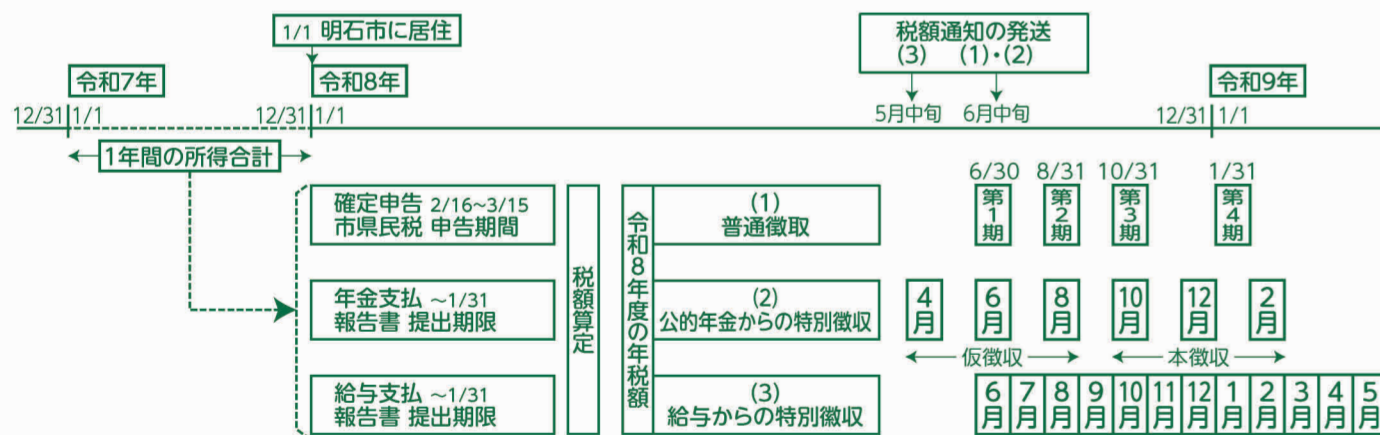 1/1 明石市に居住
税額通知の発送
(3) (1)・(2)
令和7年
令和8年
令和9年
12/31 1/1
12/31 1/1
5月中旬 6月中旬
12/31 1/1
1年間の所得合計
確定申告 2/16~3/15
市県民税 申告期間
年金支払 ~1/31
報告書 提出期限
給与支払 ~1/31
報告書 提出期限
税額算定
令和8年度の年税額
(1)
普通徴取
6/30 8/31 10/31 1/31
第1期 第2期 第3期 第4期
(2)
公的年金からの特別徴収
4月 6月 8月 10月 12月 2月
仮徴収 本徴収
(3)
給与からの特別徴収
6月 7月 8月 9月 10月 11月 12月 1月 2月 3月 4月 5月